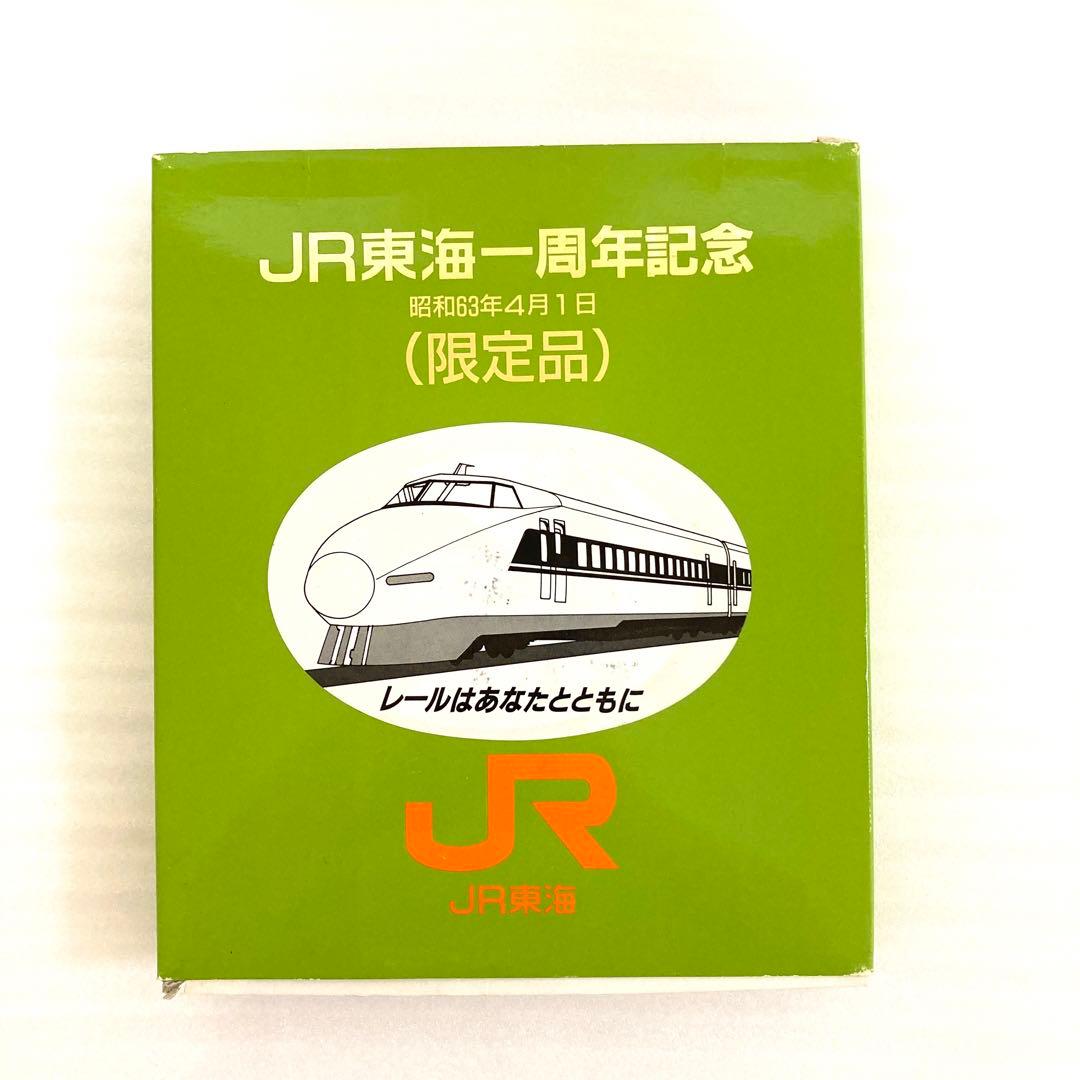 JR東海一周年記念
昭和63年4月1日
(限定品)
レールはあなたとともに
JR
JR東海